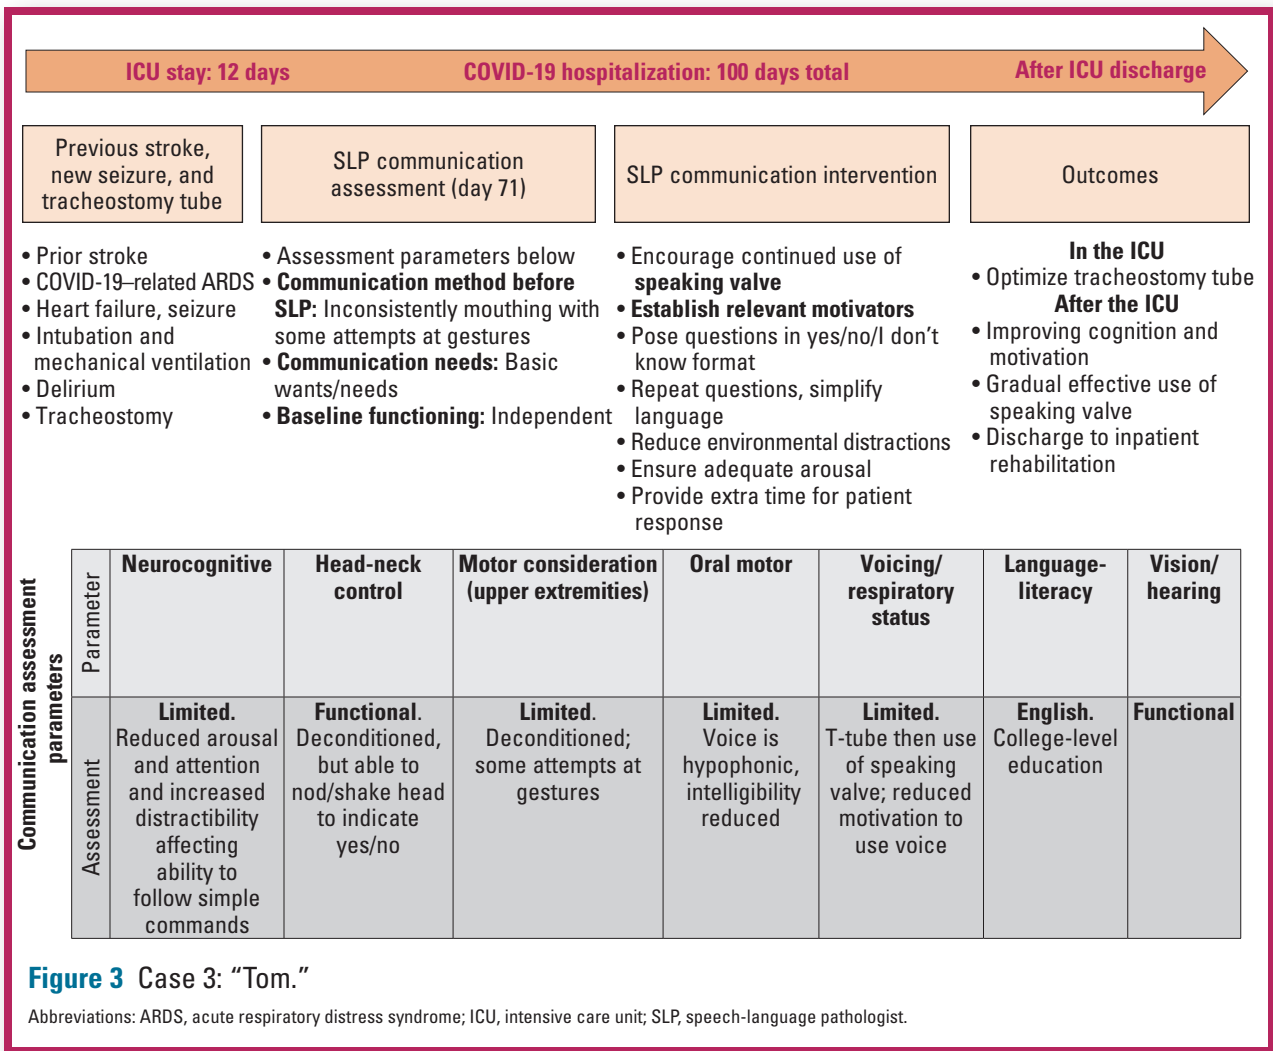 ICU stay: 12 days
COVID-19 hospitalization: 100 days total
After ICU discharge
Previous stroke,
new seizure, and
tracheostomy tube
• Prior stroke
• COVID-19–related ARDS
• Heart failure, seizure
• Intubation and
mechanical ventilation
• Delirium
• Tracheostomy
SLP communication
assessment (day 71)
• Assessment parameters below
• Communication method before
SLP: Inconsistently mouthing with
some attempts at gestures
• Communication needs: Basic
wants/needs
• Baseline functioning: Independent
SLP communication intervention
• Encourage continued use of
speaking valve
• Establish relevant motivators
• Pose questions in yes/no/I don’t
know format
• Repeat questions, simplify
language
• Reduce environmental distractions
• Ensure adequate arousal
• Provide extra time for patient
response
Outcomes
In the ICU
• Optimize tracheostomy tube
After the ICU
• Improving cognition and
motivation
• Gradual effective use of
speaking valve
• Discharge to inpatient
rehabilitation
Communication assessment
parameters
Parameter
Neurocognitive
Head-neck
control
Motor consideration
(upper extremities)
Oral motor
Voicing/
respiratory
status
Language-
literacy
Vision/
hearing
Assessment
Limited.
Reduced arousal
and attention
and increased
distractibility
affecting
ability to
follow simple
commands
Functional.
Deconditioned,
but able to
nod/shake head
to indicate
yes/no
Limited.
Deconditioned;
some attempts at
gestures
Limited.
Voice is
hypophonic,
intelligibility
reduced
Limited.
T-tube then use
of speaking
valve; reduced
motivation to
use voice
English.
College-level
education
Functional
Figure 3 Case 3: “Tom.”
Abbreviations: ARDS, acute respiratory distress syndrome; ICU, intensive care unit; SLP, speech-language pathologist.